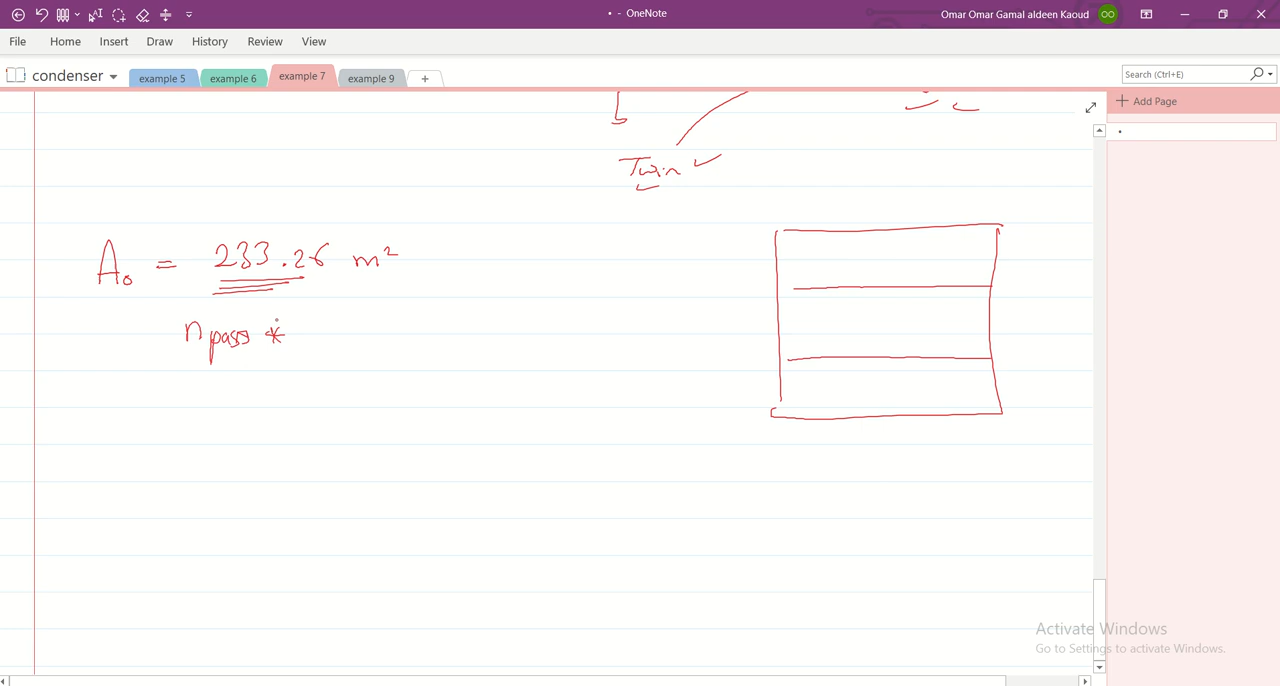 • - OneNote
Omar Omar Gamal aldeen Kaoud OO
File Home Insert Draw History Review View
condenser example 5 example 6 example 7 example 9 +
Search (Ctrl+E)
+ Add Page
Twin ✓
A₀ = 233.26 m²
n pass *
Activate Windows
Go to Settings to activate Windows.